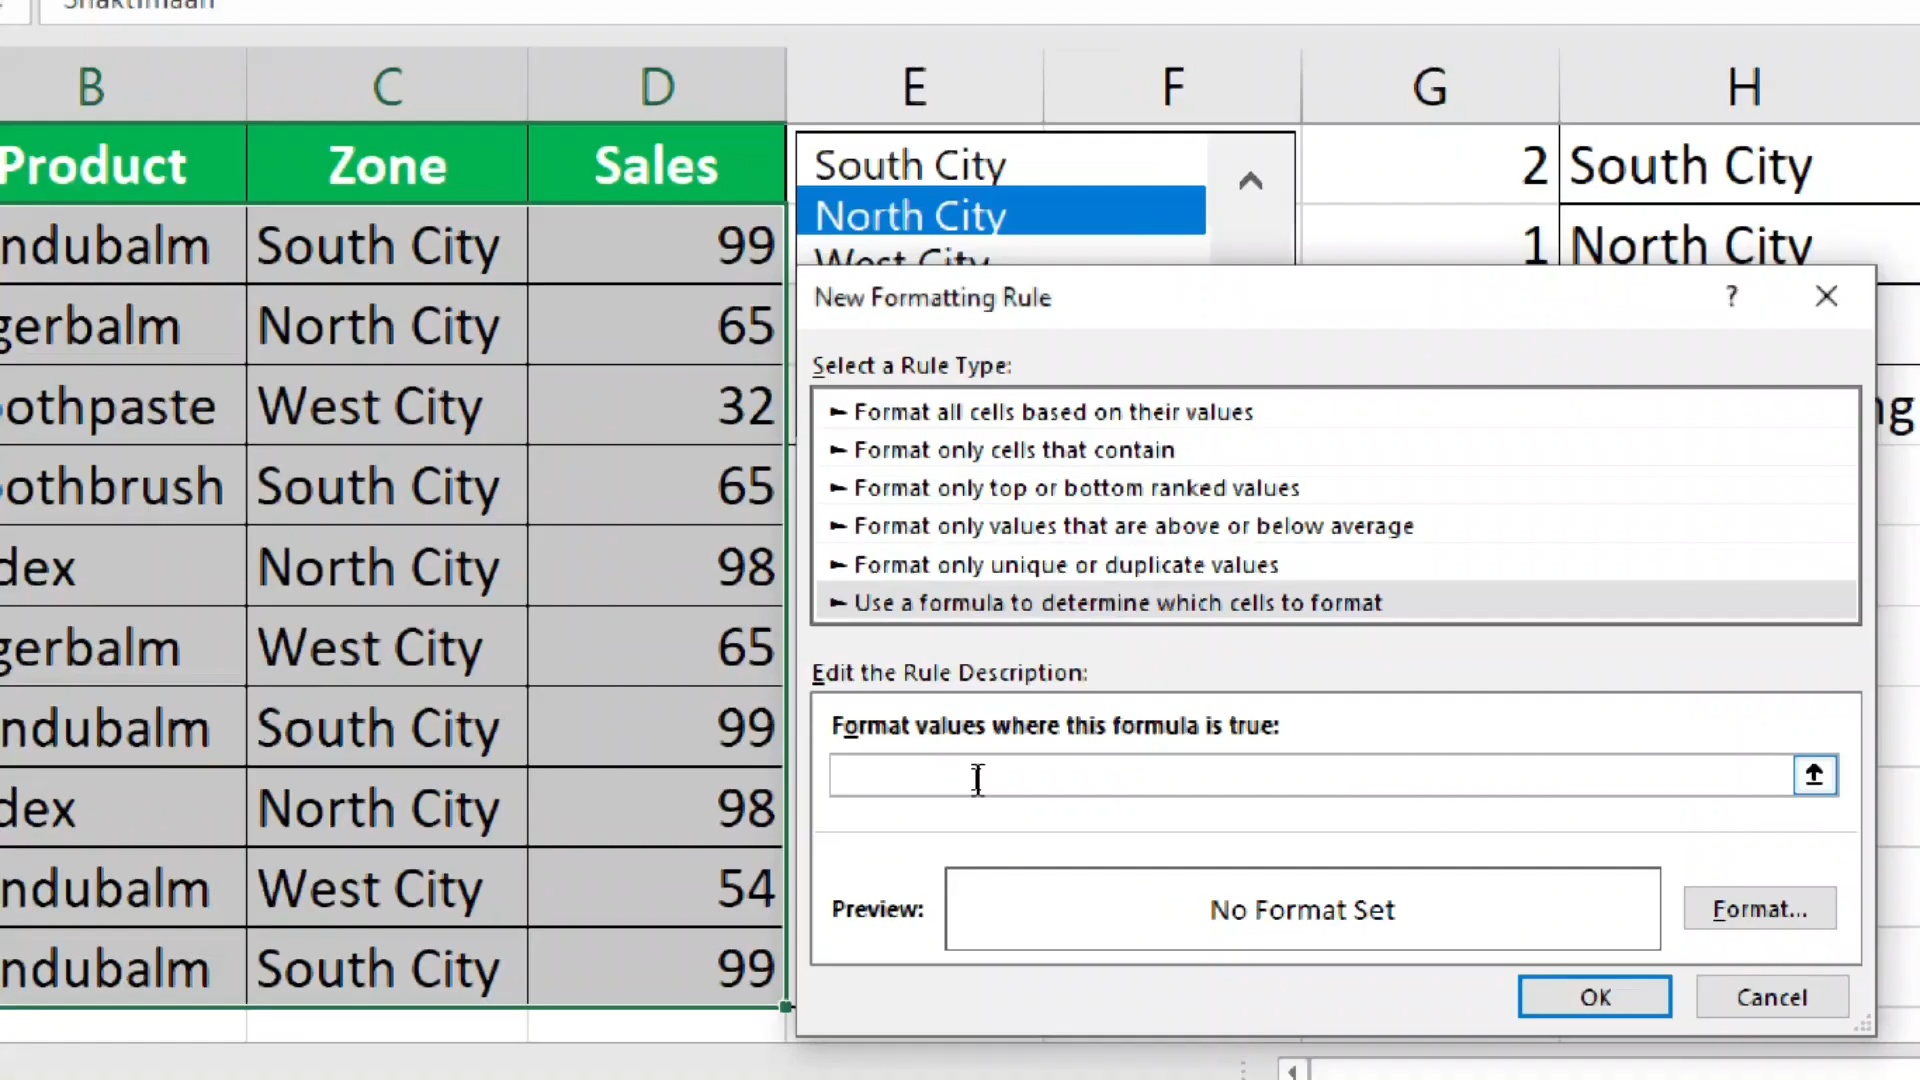 Shaktimaan
B C D E F G H
Product Zone Sales
South City
North City
West City
2 South City
1 North City
ndubalm South City 99
gerbalm North City 65
othpaste West City 32
othbrush South City 65
dex North City 98
gerbalm West City 65
ndubalm South City 99
dex North City 98
ndubalm West City 54
ndubalm South City 99
ng
New Formatting Rule ? ×
Select a Rule Type:
► Format all cells based on their values
► Format only cells that contain
► Format only top or bottom ranked values
► Format only values that are above or below average
► Format only unique or duplicate values
► Use a formula to determine which cells to format
Edit the Rule Description:
Format values where this formula is true:
Preview: No Format Set Format...
OK Cancel